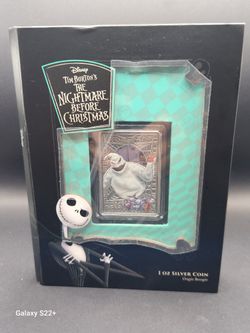 Disney
Tim Burton's
The
Nightmare
Before
Christmas
1 oz Silver Coin
Oogie Boogie
Galaxy S22+